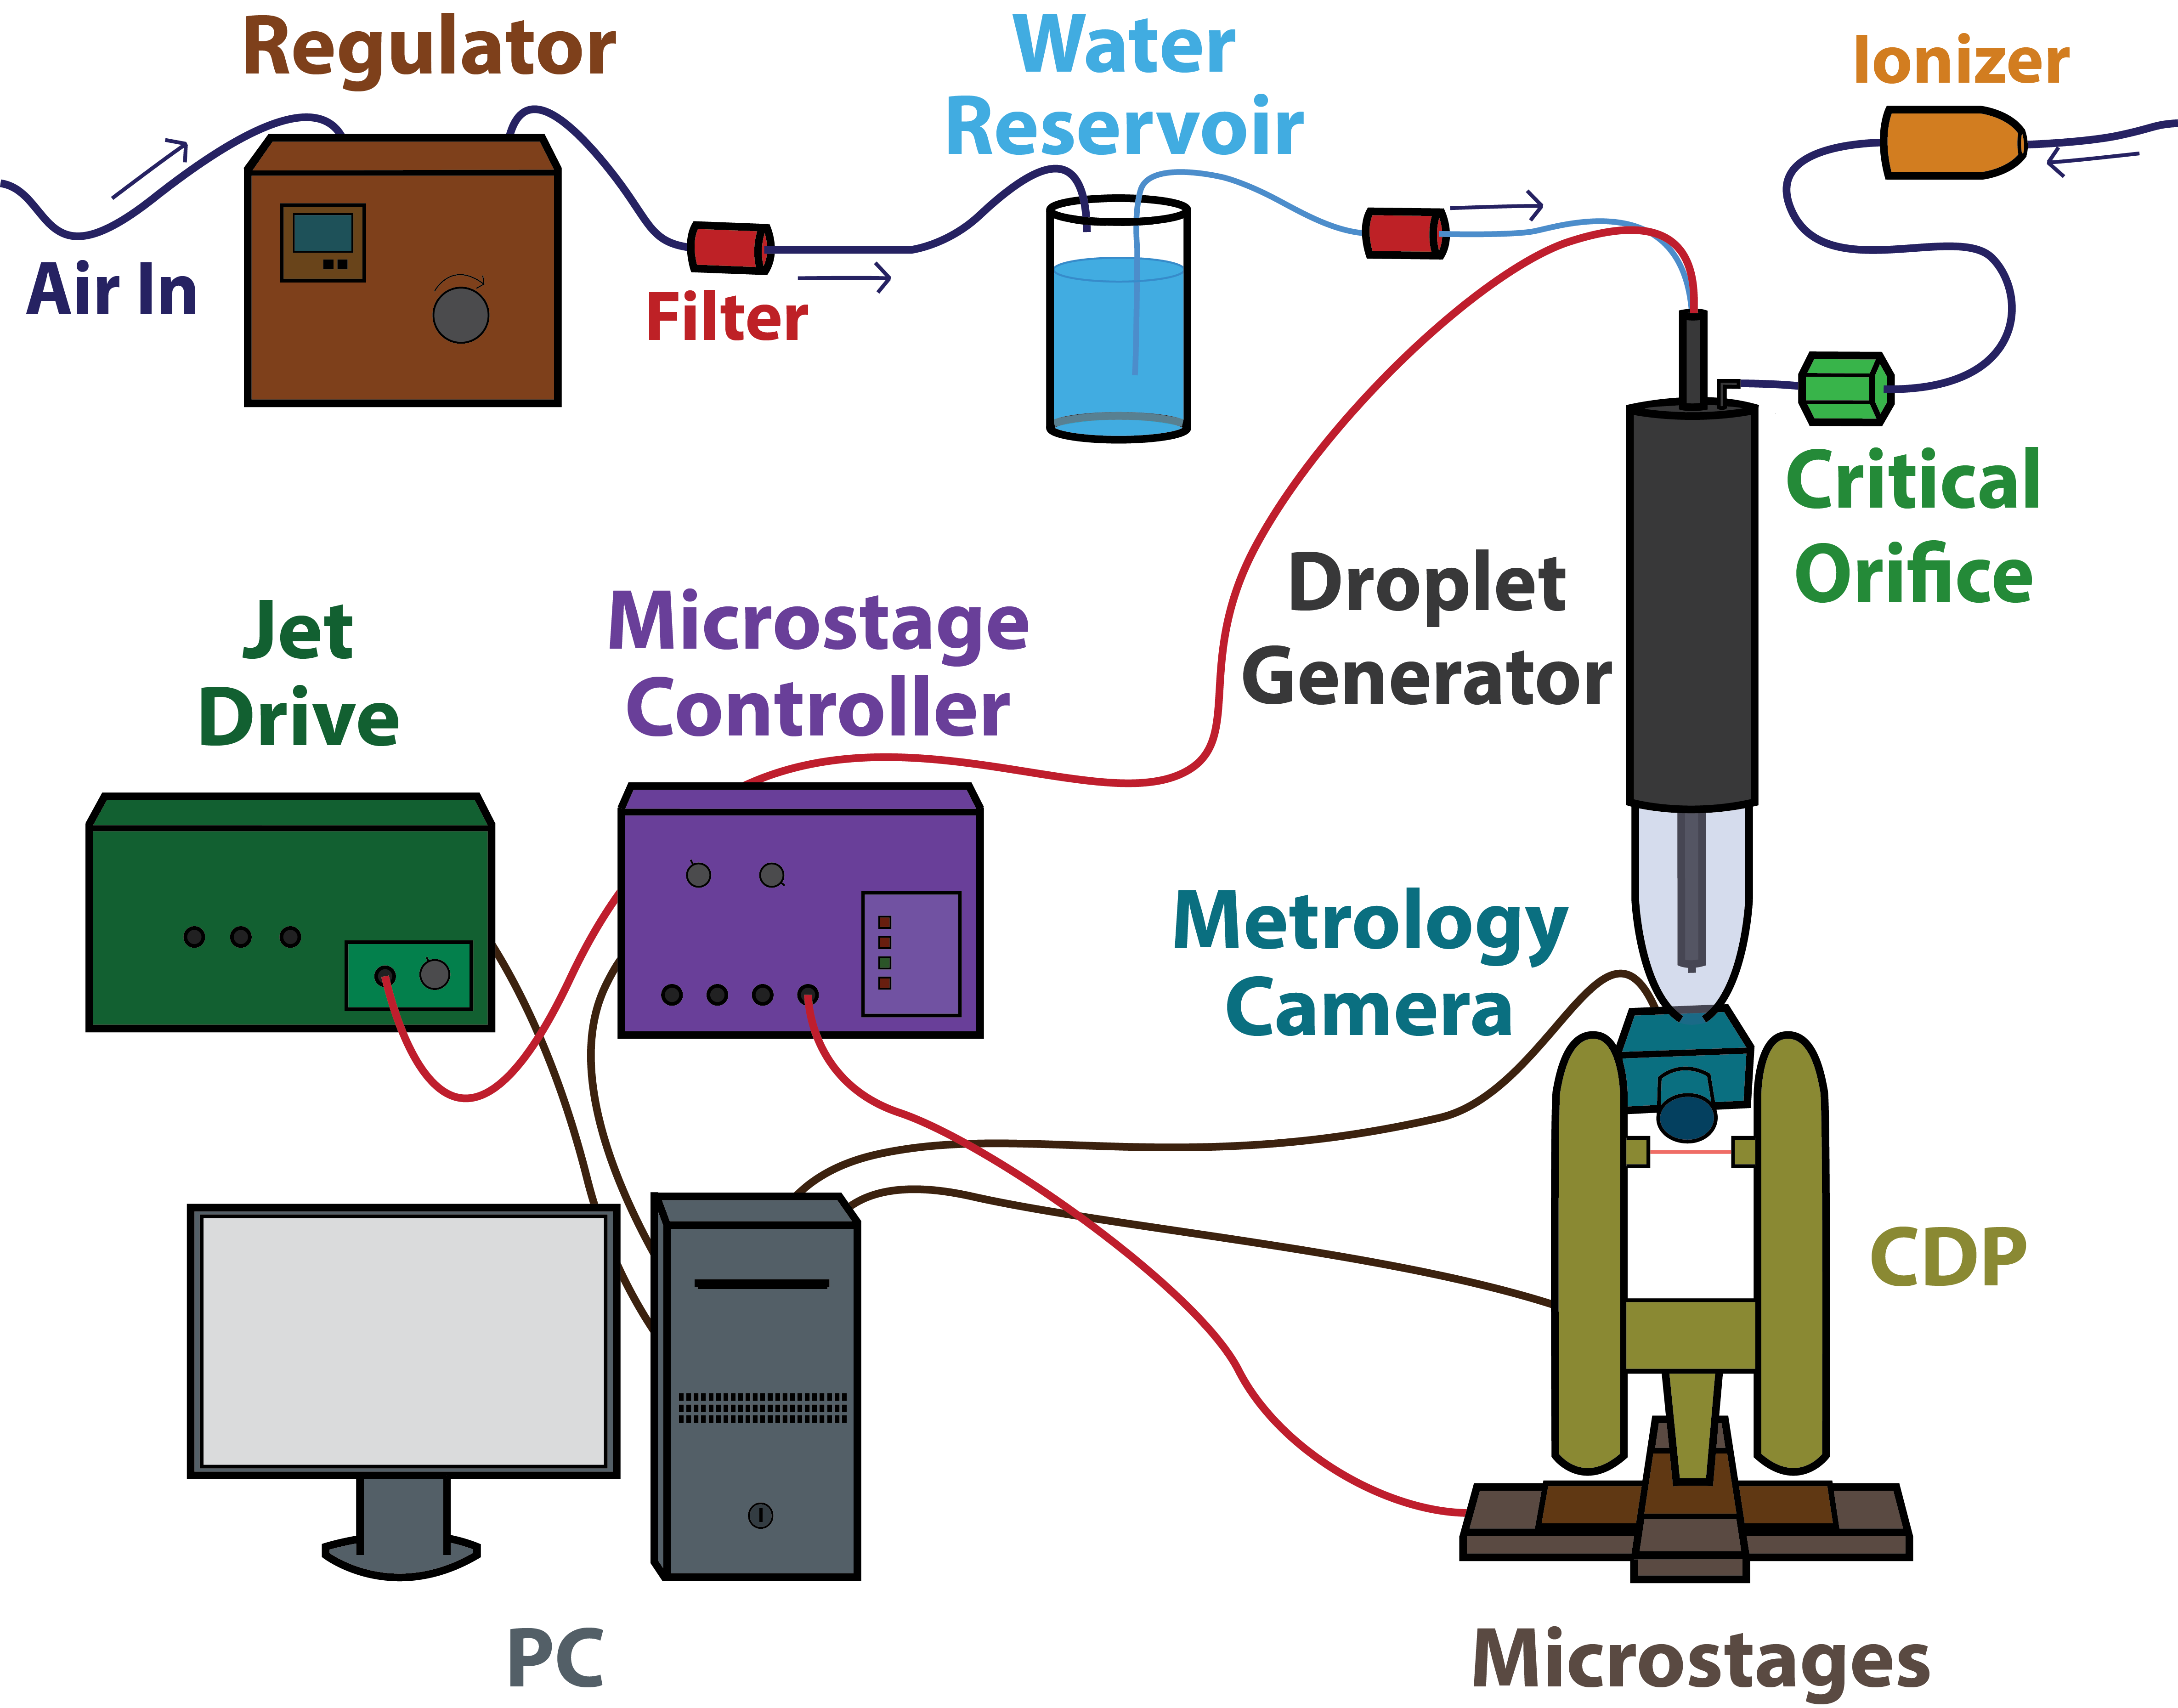 Regulator
Water
Reservoir
Ionizer
Air In
Filter
Critical
Orifice
Droplet
Generator
Jet
Drive
Microstage
Controller
Metrology
Camera
CDP
PC
Microstages